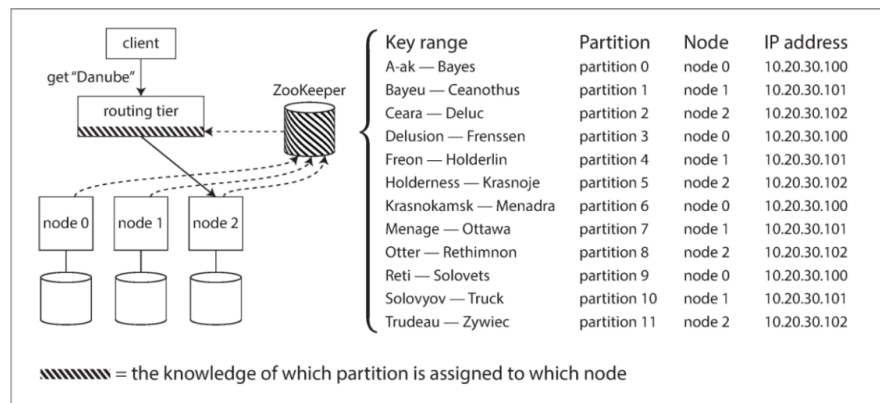 client
get “Danube”
routing tier
ZooKeeper
node 0
node 1
node 2
Key range Partition Node IP address
A-ak — Bayes partition 0 node 0 10.20.30.100
Bayeu — Ceanothus partition 1 node 1 10.20.30.101
Ceara — Deluc partition 2 node 2 10.20.30.102
Delusion — Frenssen partition 3 node 0 10.20.30.100
Freon — Holderlin partition 4 node 1 10.20.30.101
Holderness — Krasnoje partition 5 node 2 10.20.30.102
Krasnokamsk — Menadra partition 6 node 0 10.20.30.100
Menage — Ottawa partition 7 node 1 10.20.30.101
Otter — Rethimnon partition 8 node 2 10.20.30.102
Reti — Solovets partition 9 node 0 10.20.30.100
Solovyov — Truck partition 10 node 1 10.20.30.101
Trudeau — Zywiec partition 11 node 2 10.20.30.102
= the knowledge of which partition is assigned to which node